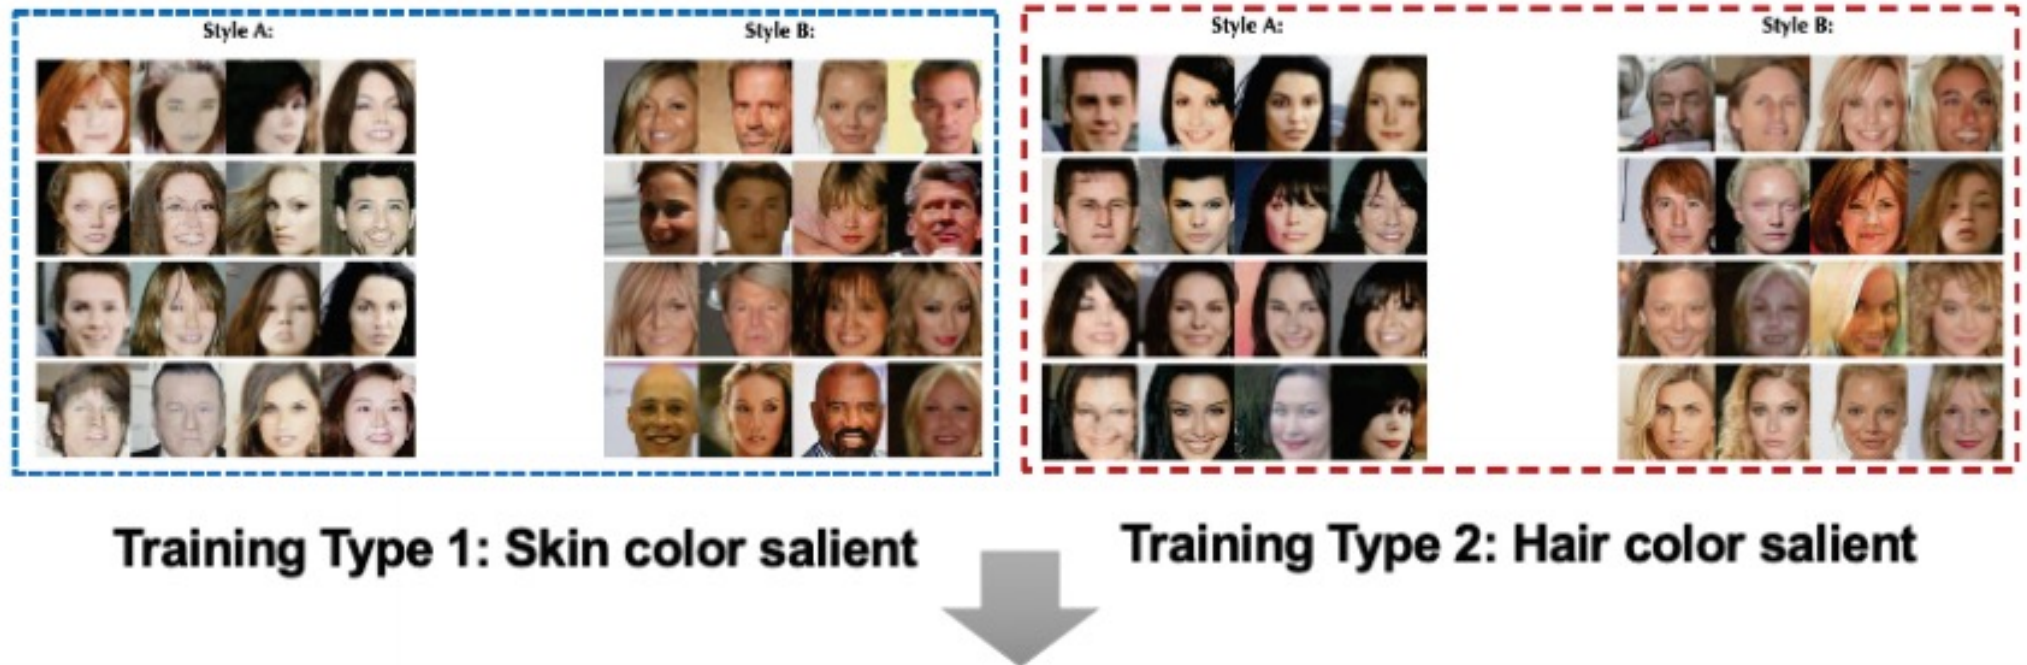 Style A:
Style B:
Style A:
Style B:
Training Type 1: Skin color salient
Training Type 2: Hair color salient